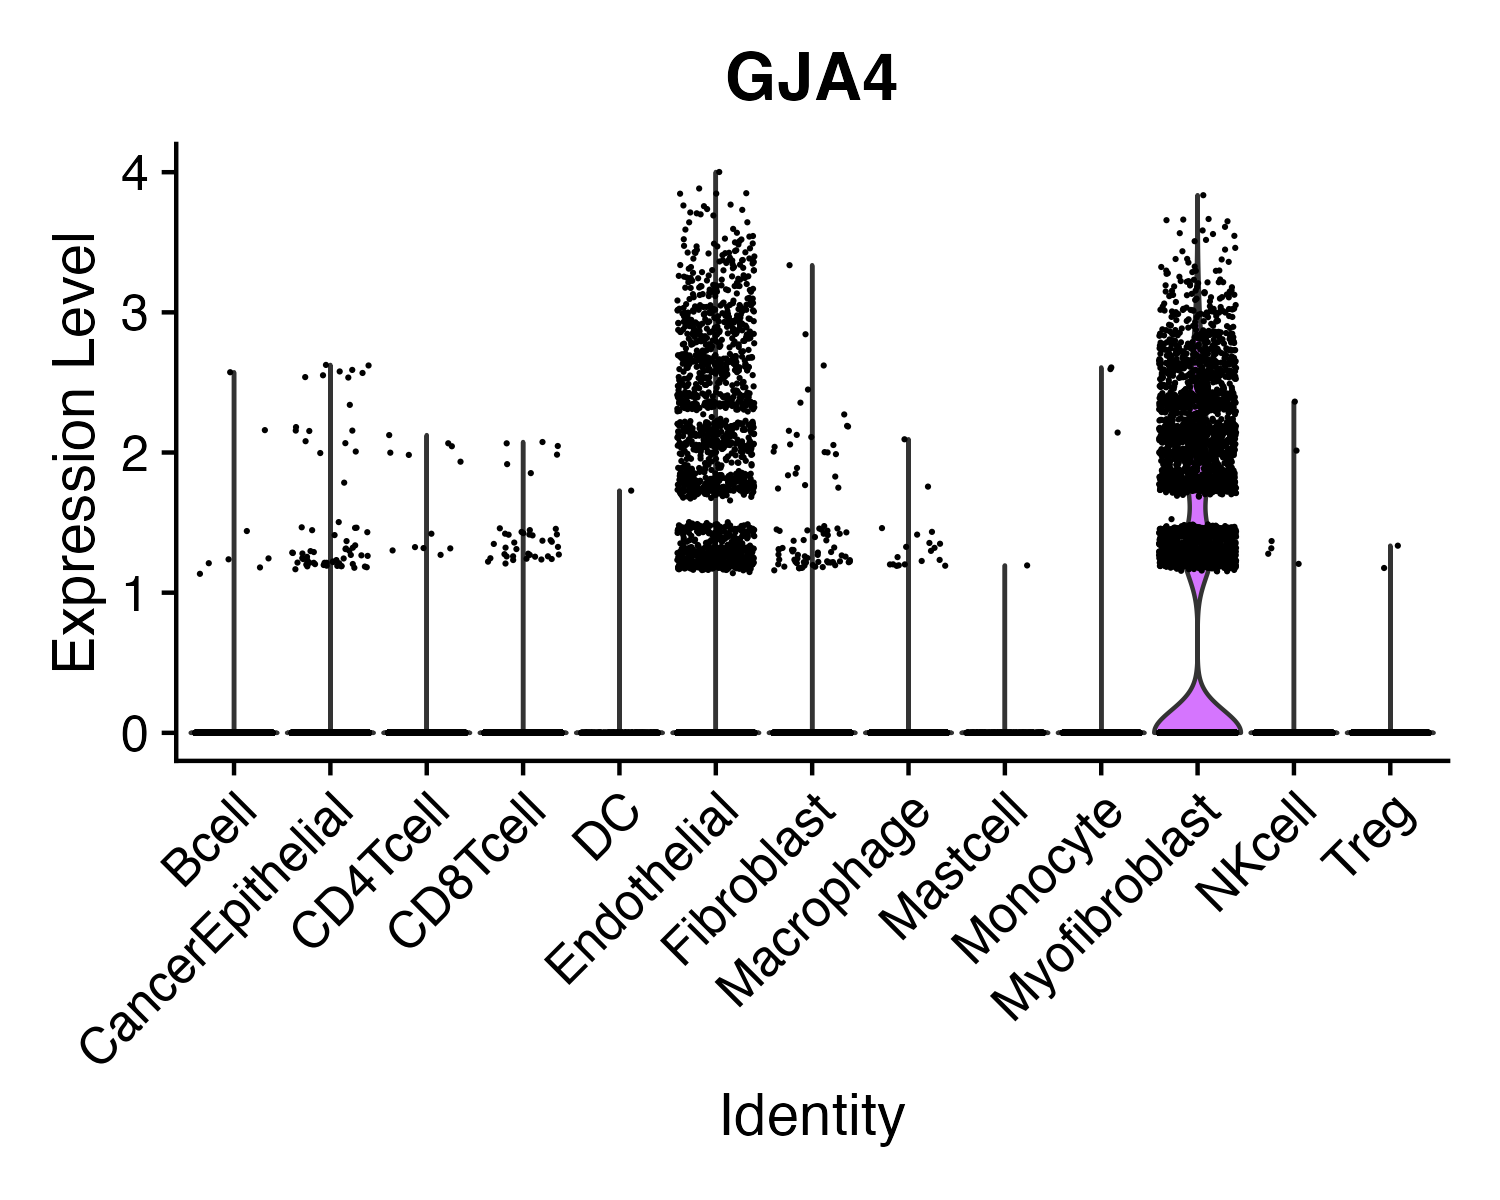 GJA4
Expression Level
4
3
2
1
0
Bcell
CancerEpithelial
CD4Tcell
CD8Tcell
DC
Endothelial
Fibroblast
Macrophage
Mastcell
Monocyte
Myofibroblast
NKcell
Treg
Identity